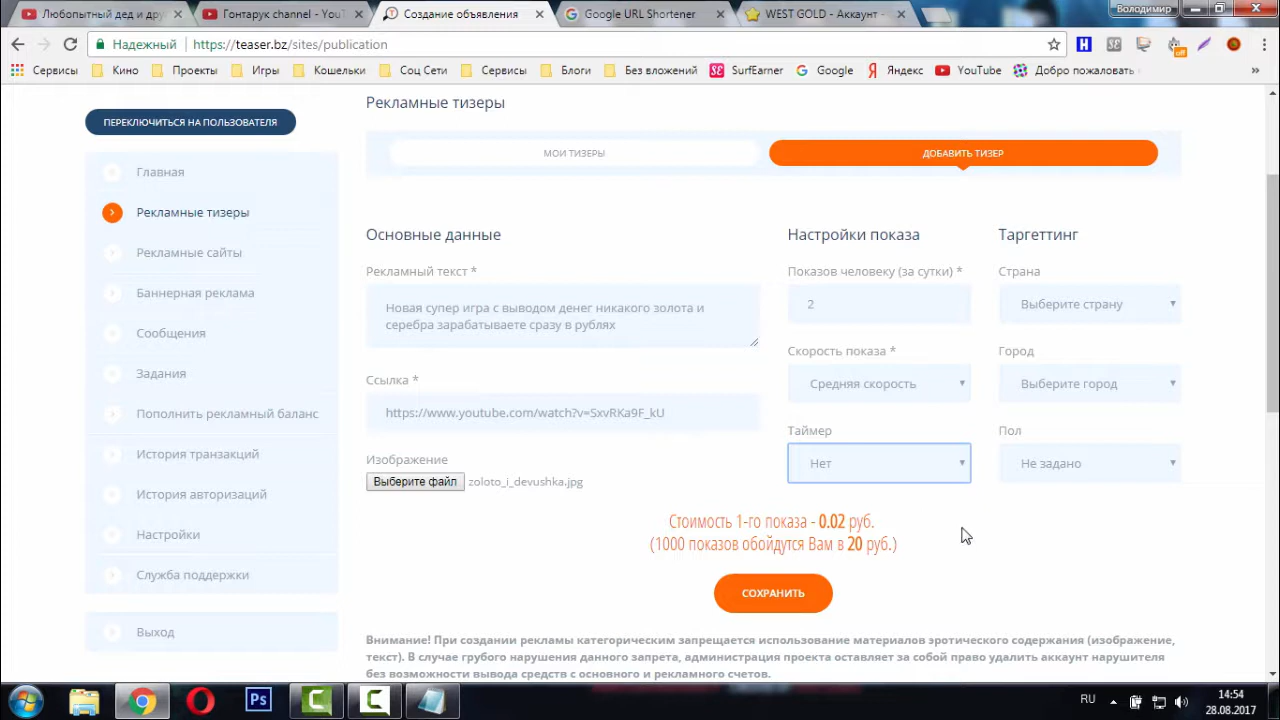 Любопытный дед и друг
Гонтарук channel - YouT
Создание объявления
Google URL Shortener
WEST GOLD - Аккаунт -
Володимир
Надежный
https://teaser.bz/sites/publication
off
Сервисы
Кино
Проекты
Игры
Кошельки
Соц Сети
Сервисы
Блоги
Без вложений
SurfEarner
Google
Яндекс
YouTube
Добро пожаловать
ПЕРЕКЛЮЧИТЬСЯ НА ПОЛЬЗОВАТЕЛЯ
Главная
Рекламные тизеры
Рекламные сайты
Баннерная реклама
Сообщения
Задания
Пополнить рекламный баланс
История транзакций
История авторизаций
Настройки
Служба поддержки
Выход
Рекламные тизеры
МОИ ТИЗЕРЫ
ДОБАВИТЬ ТИЗЕР
Основные данные
Рекламный текст *
Новая супер игра с выводом денег никакого золота и
серебра зарабатываете сразу в рублях
Ссылка *
https://www.youtube.com/watch?v=SxvRKa9F_kU
Изображение
Выберите файл
zoloto_i_devushka.jpg
Настройки показа
Показов человеку (за сутки) *
2
Скорость показа *
Средняя скорость
Таймер
Нет
Таргеттинг
Страна
Выберите страну
Город
Выберите город
Пол
Не задано
Стоимость 1-го показа - 0.02 руб.
(1000 показов обойдутся Вам в 20 руб.)
СОХРАНИТЬ
Внимание! При создании рекламы категорическим запрещается использование материалов эротического содержания (изображение,
текст). В случае грубого нарушения данного запрета, администрация проекта оставляет за собой право удалить аккаунт нарушителя
без возможности вывода средств с основного и рекламного счетов.
Ps
RU
14:54
28.08.2017